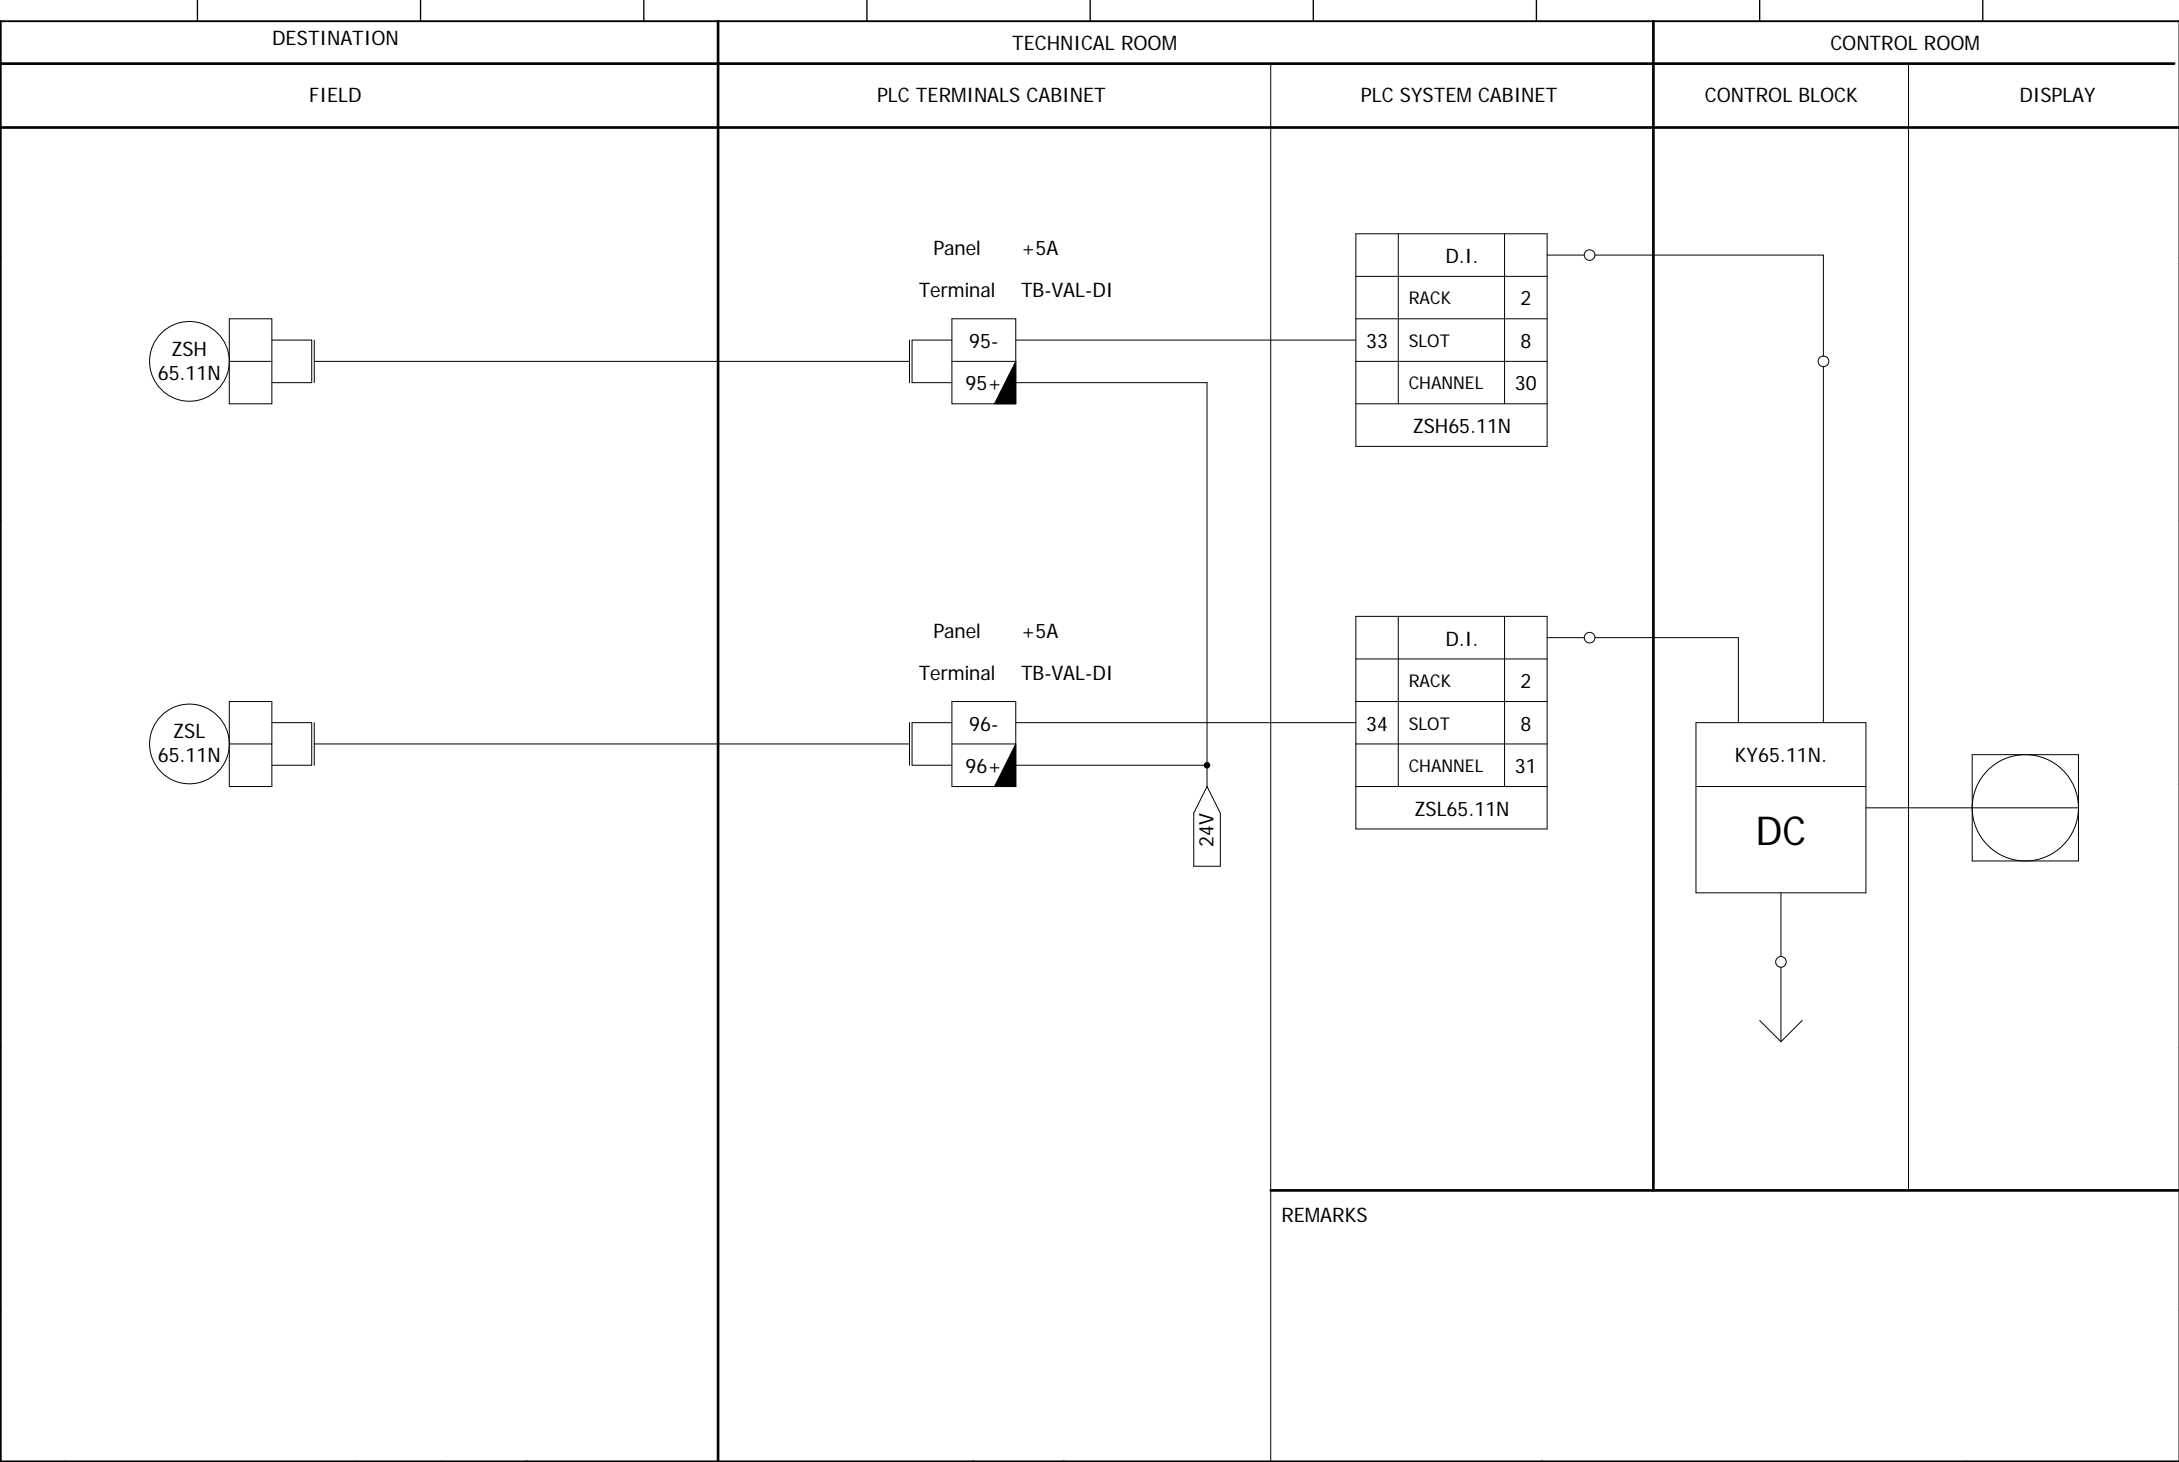 DESTINATION
TECHNICAL ROOM
CONTROL ROOM
FIELD
PLC TERMINALS CABINET
PLC SYSTEM CABINET
CONTROL BLOCK
DISPLAY
Panel +5A
Terminal TB-VAL-DI
ZSH
65.11N
95-
95+
D.I.
RACK 2
33 SLOT 8
CHANNEL 30
ZSH65.11N
Panel +5A
Terminal TB-VAL-DI
ZSL
65.11N
96-
96+
24V
D.I.
RACK 2
34 SLOT 8
CHANNEL 31
ZSL65.11N
KY65.11N.
DC
REMARKS